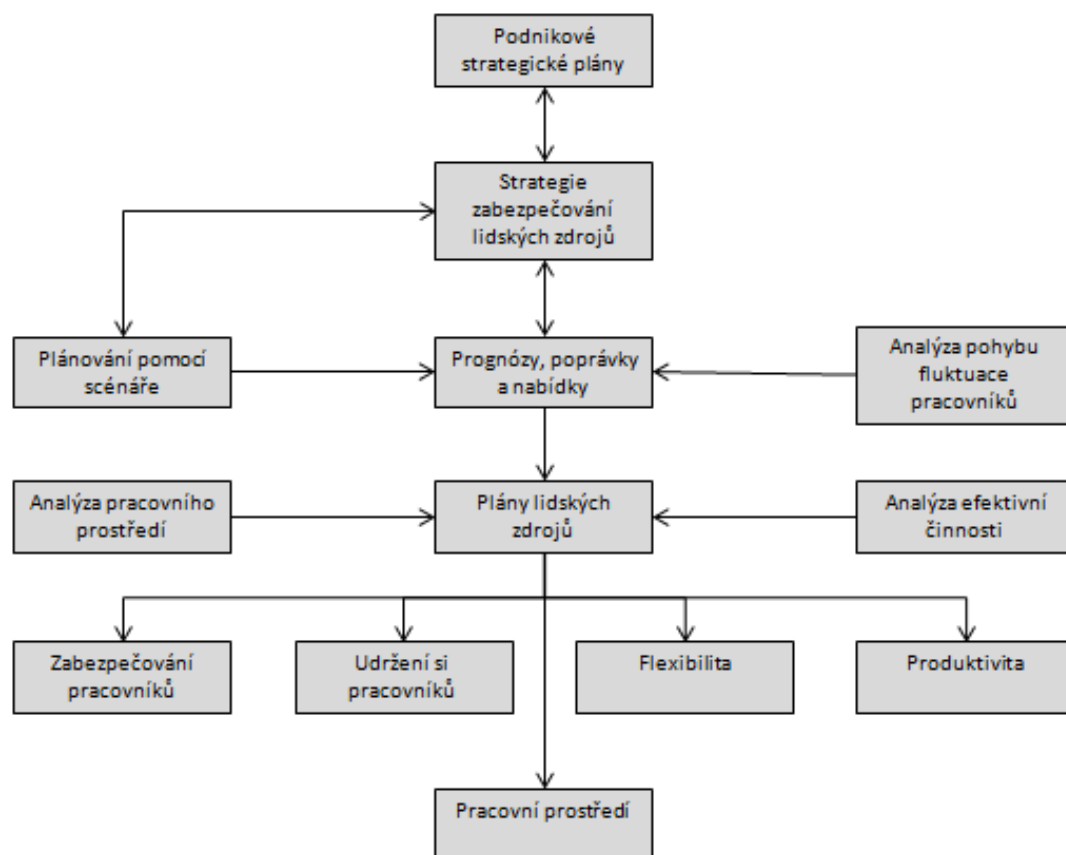 Podnikové
strategické plány
Strategie
zabezpečování
lidských zdrojů
Plánování pomocí
scénáře
Prognózy, poprávky
a nabídky
Analýza pohybu
fluktuace
pracovníků
Analýza pracovního
prostředí
Plány lidských
zdrojů
Analýza efektivní
činnosti
Zabezpečování
pracovníků
Udržení si
pracovníků
Flexibilita
Produktivita
Pracovní prostředí